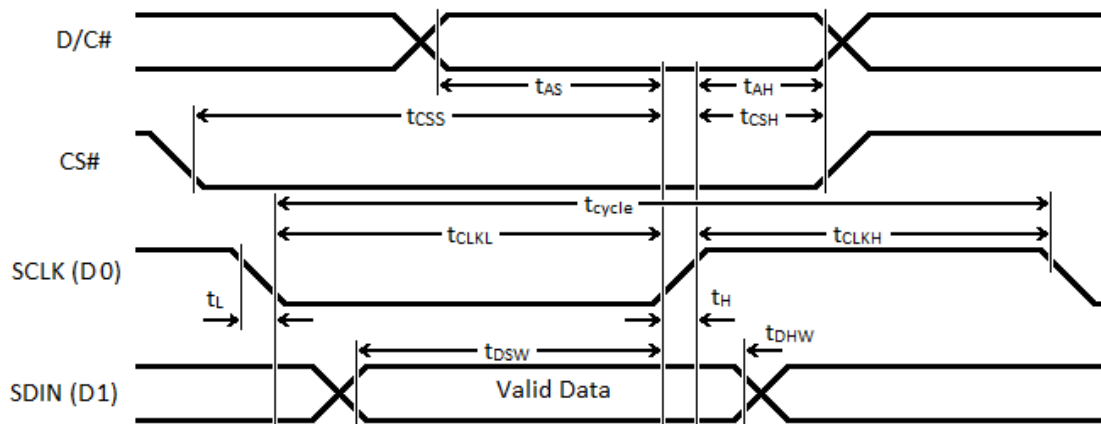 D/C#
tAS
tAH
tCSS
tCSH
CS#
tcycle
tCLKL
tCLKH
SCLK (D0)
tL
tH
tDSW
tDHW
SDIN (D1)
Valid Data